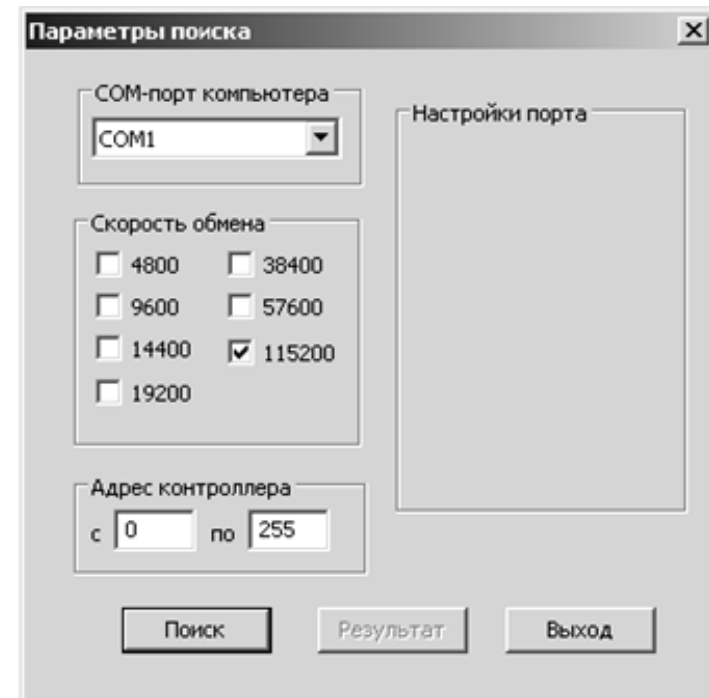 Параметры поиска
COM-порт компьютера
COM1
Настройки порта
Скорость обмена
4800
38400
9600
57600
14400
115200
19200
Адрес контроллера
с 0 по 255
Поиск
Результат
Выход